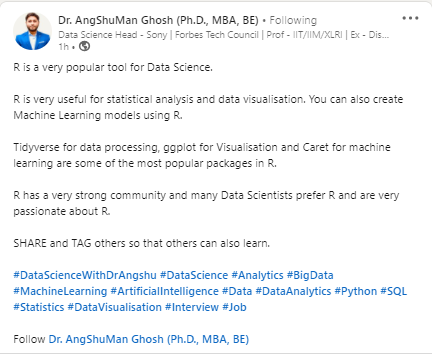 Dr. AngShuMan Ghosh (Ph.D., MBA, BE) • Following
Data Science Head - Sony | Forbes Tech Council | Prof - IIT/IIM/XLRI | Ex - Dis...
1h •
R is a very popular tool for Data Science.
R is very useful for statistical analysis and data visualisation. You can also create
Machine Learning models using R.
Tidyverse for data processing, ggplot for Visualisation and Caret for machine
learning are some of the most popular packages in R.
R has a very strong community and many Data Scientists prefer R and are very
passionate about R.
SHARE and TAG others so that others can also learn.
#DataScienceWithDrAngshu #DataScience #Analytics #BigData
#MachineLearning #ArtificialIntelligence #Data #DataAnalytics #Python #SQL
#Statistics #DataVisualisation #Interview #Job
Follow Dr. AngShuMan Ghosh (Ph.D., MBA, BE)